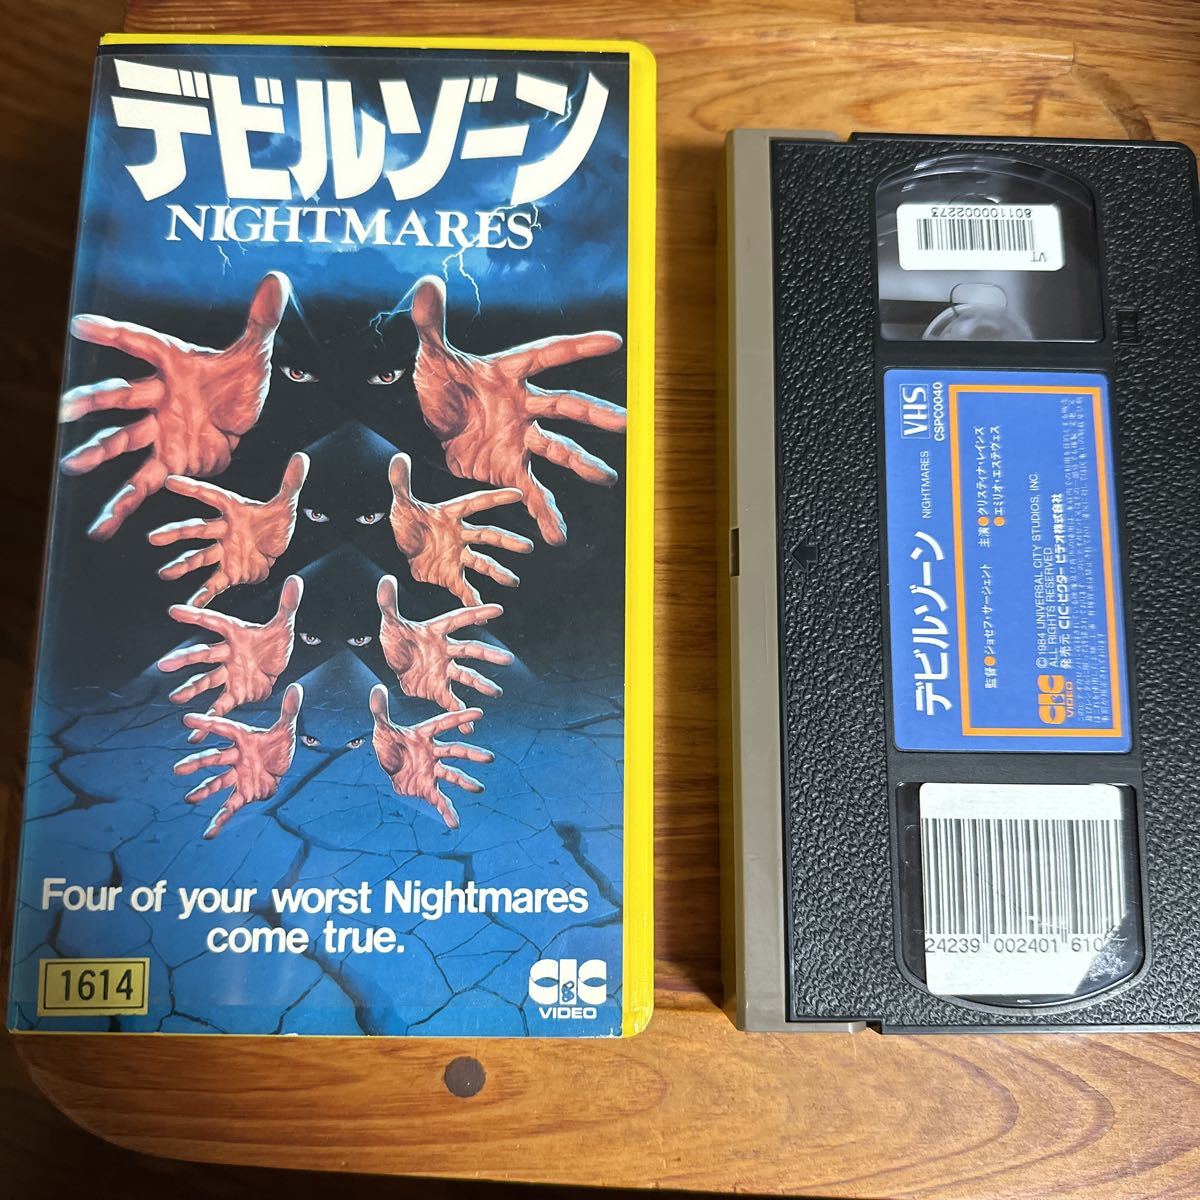 デビルゾーン
NIGHTMARES
Four of your worst Nightmares
come true.
1614
CIC
VIDEO
VT
801100002273
VHS
CSPC0040
デビルゾーン NIGHTMARES
監督●ジョセフ・サージェント 主演●クリスティナ・レインズ
●エミリオ・エステヴェス
©1984 UNIVERSAL CITY STUDIOS, INC.
ALL RIGHTS RESERVED
発売元 CIC・ビクター ビデオ株式会社
CIC
VIDEO
24239 002401 610